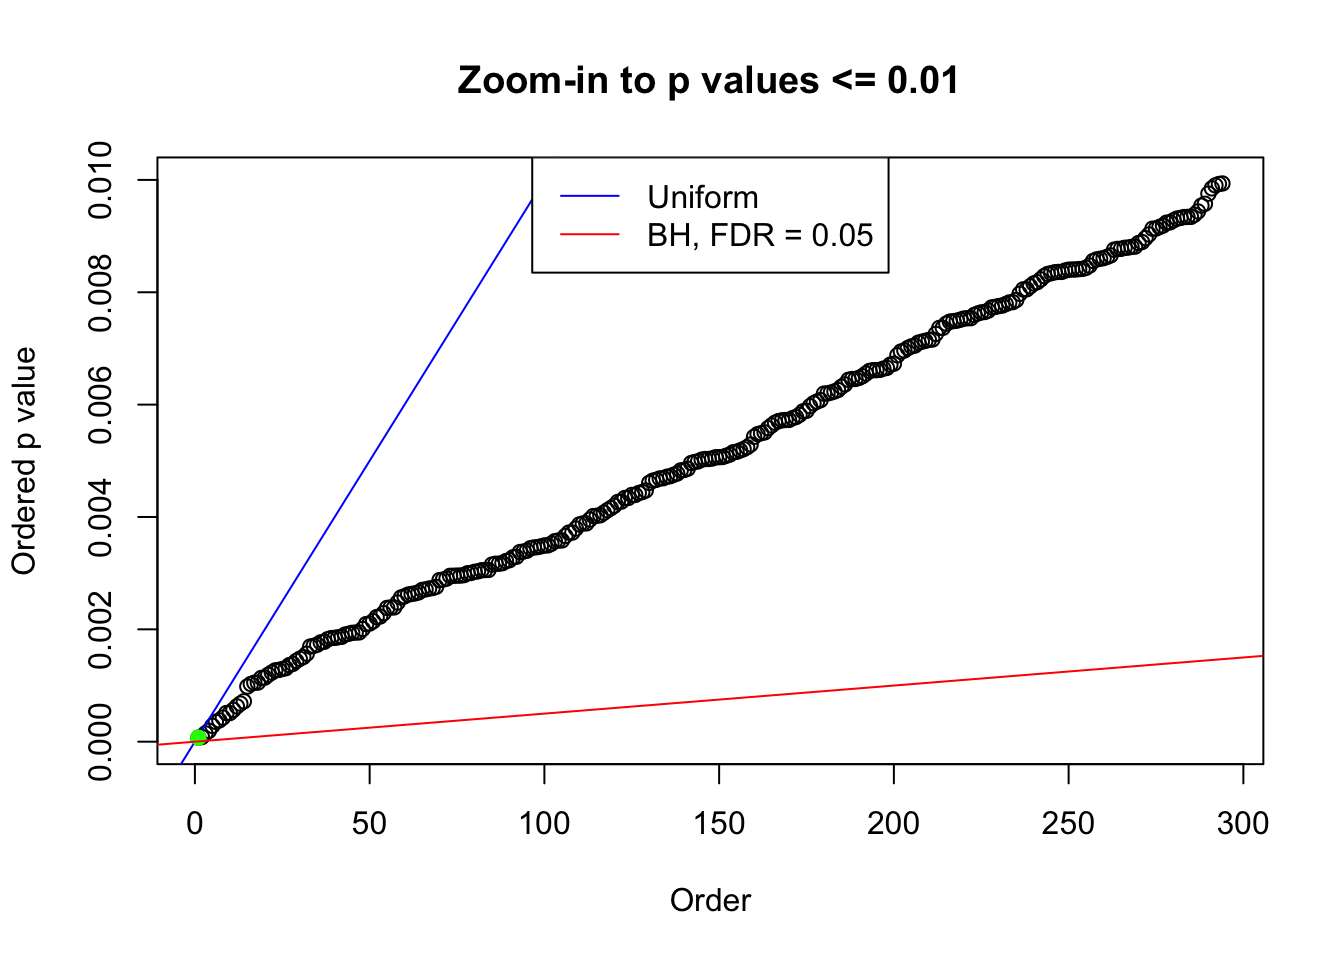 Zoom-in to p values <= 0.01
Uniform
BH, FDR = 0.05
Ordered p value
0.010
0.008
0.006
0.004
0.002
0.000
0 50 100 150 200 250 300
Order